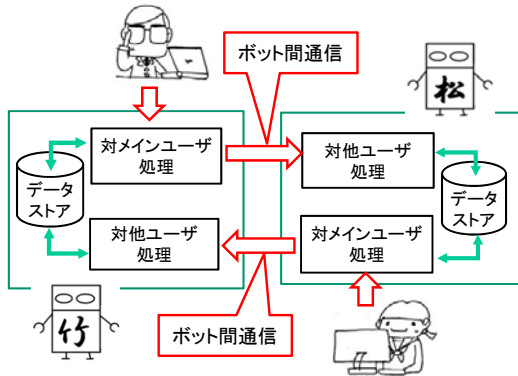 ボット間通信
松
対メインユーザ
処理
対他ユーザ
処理
データ
ストア
データ
ストア
対他ユーザ
処理
対メインユーザ
処理
竹
ボット間通信